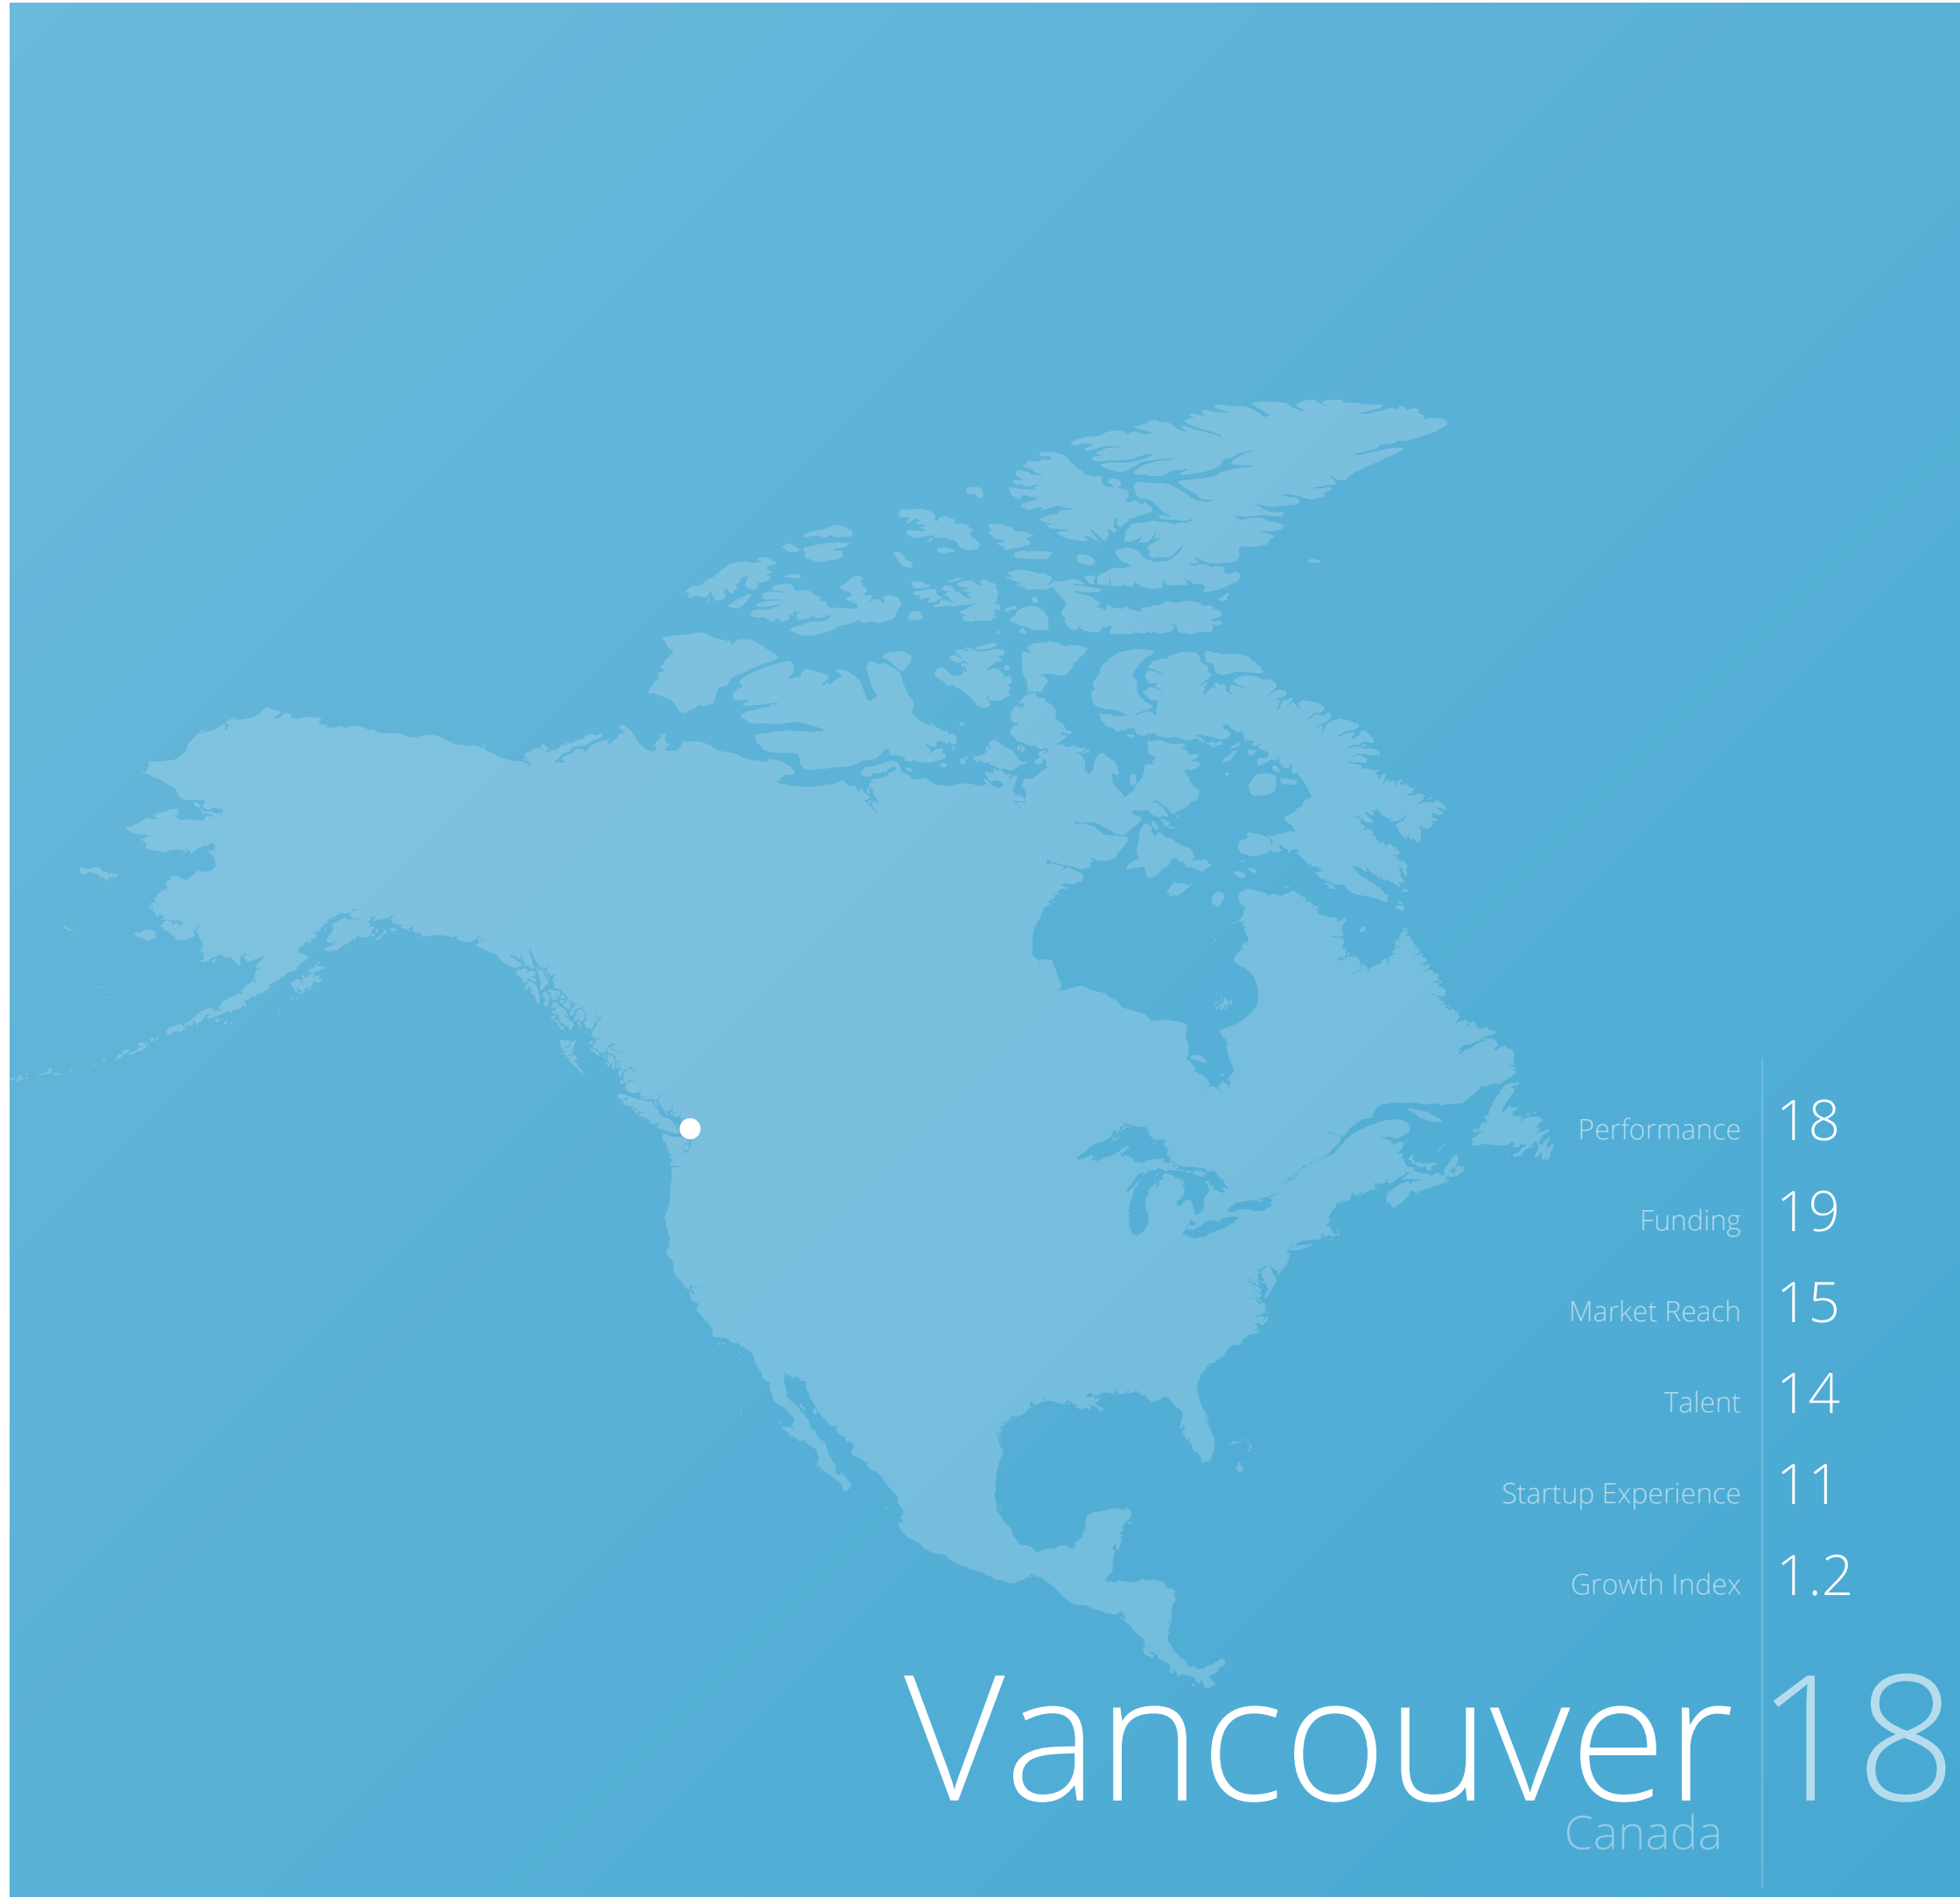 Performance 18
Funding 19
Market Reach 15
Talent 14
Startup Experience 11
Growth Index 1.2
Vancouver 18
Canada